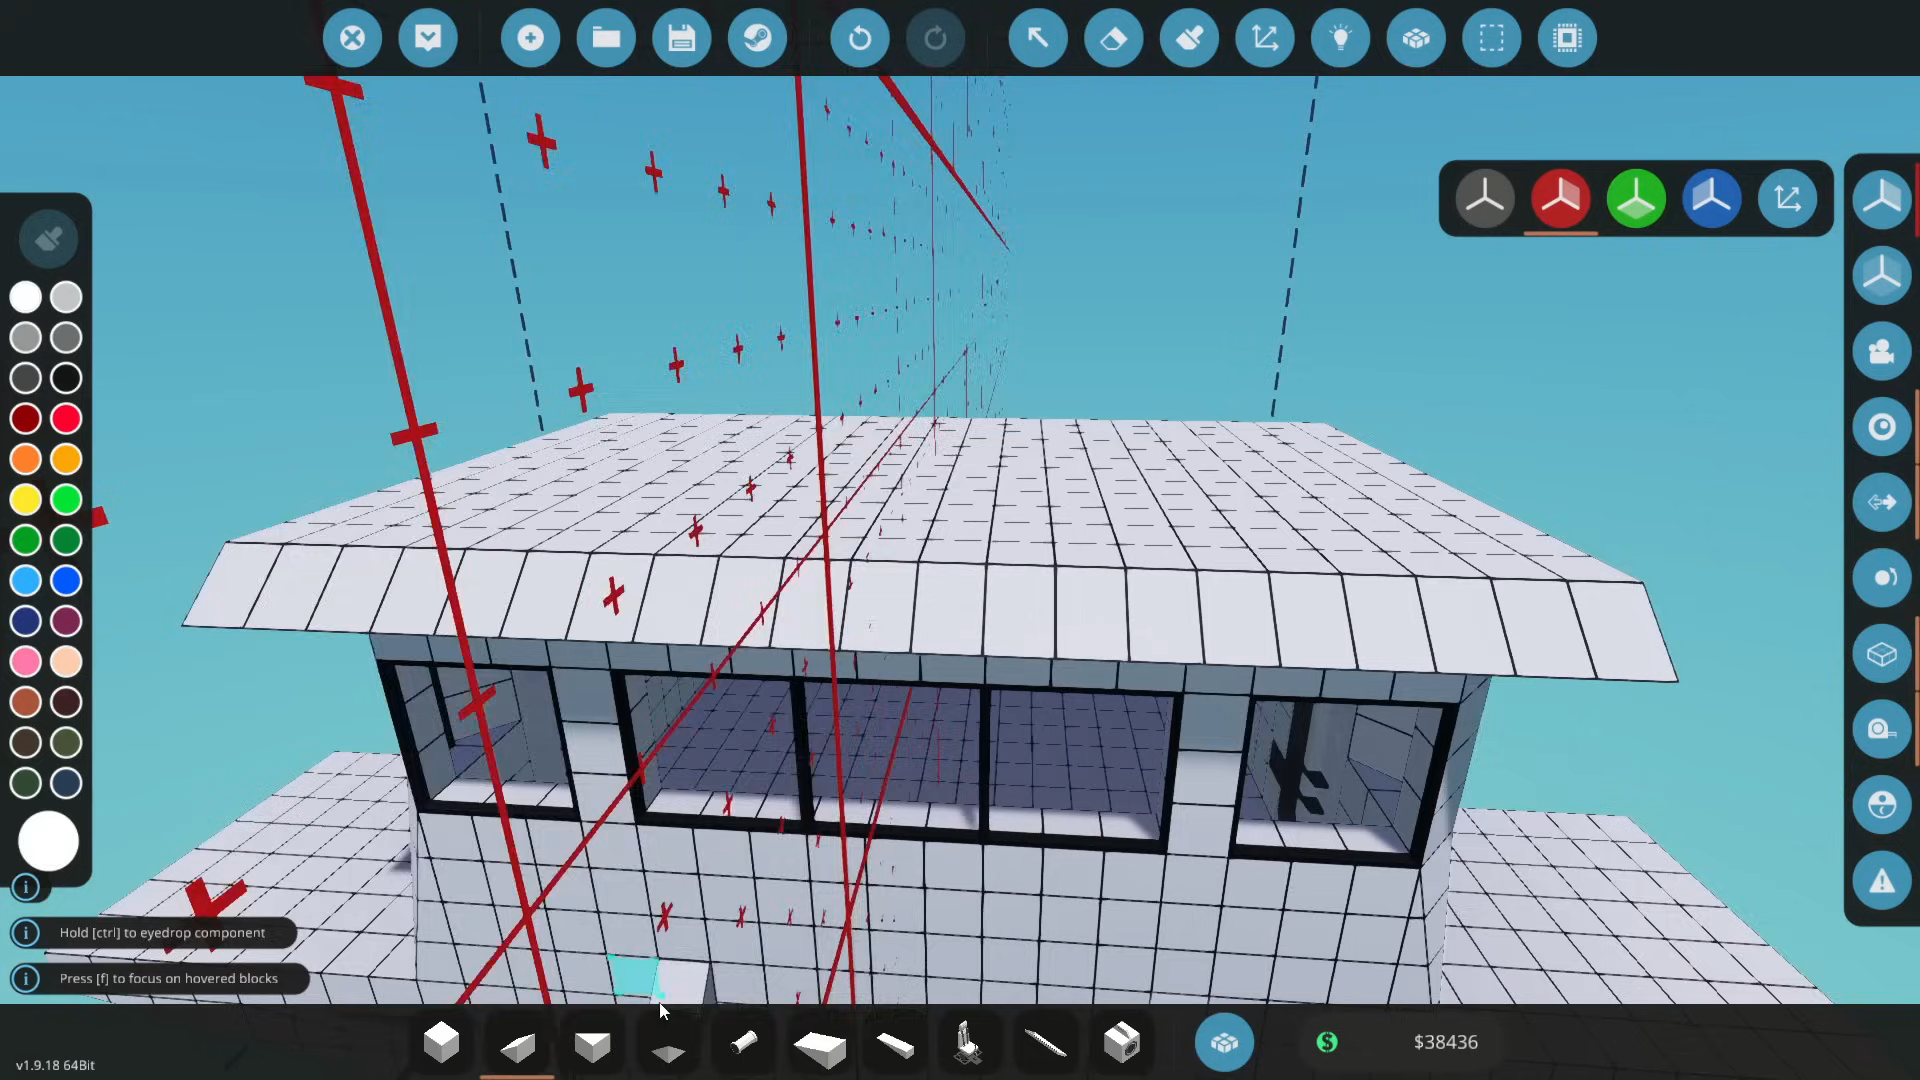 Hold [ctrl] to eyedrop component
Press [f] to focus on hovered blocks
v1.9.18 64Bit
$38436